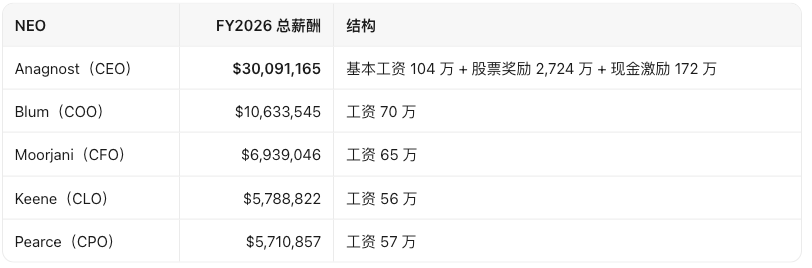 NEO FY2026 总薪酬 结构
Anagnost（CEO） $30,091,165 基本工资 104 万 + 股票奖励 2,724 万 + 现金激励 172 万
Blum（COO） $10,633,545 工资 70 万
Moorjani（CFO） $6,939,046 工资 65 万
Keene（CLO） $5,788,822 工资 56 万
Pearce（CPO） $5,710,857 工资 57 万